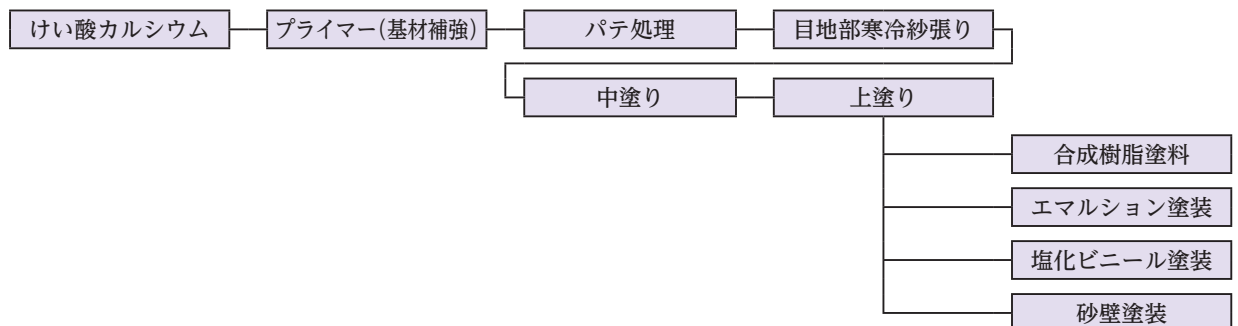 けい酸カルシウム
プライマー（基材補強）
パテ処理
目地部寒冷紗張り
中塗り
上塗り
合成樹脂塗料
エマルション塗装
塩化ビニール塗装
砂壁塗装